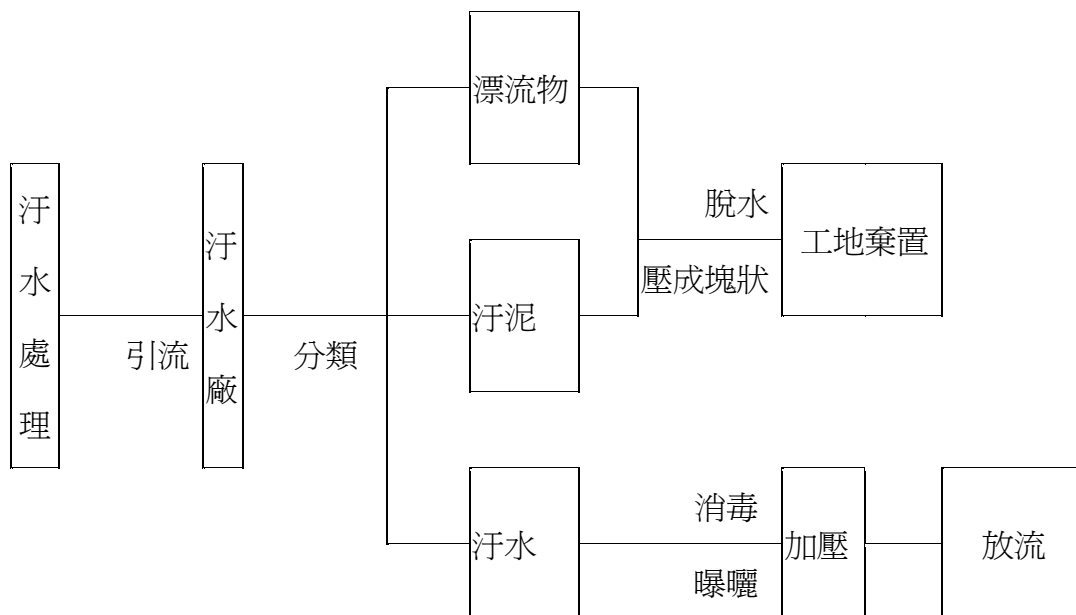 汙水處理
引流
汙水廠
分類
漂流物
汙泥
汙水
脫水
壓成塊狀
工地棄置
消毒
曝曬
加壓
放流